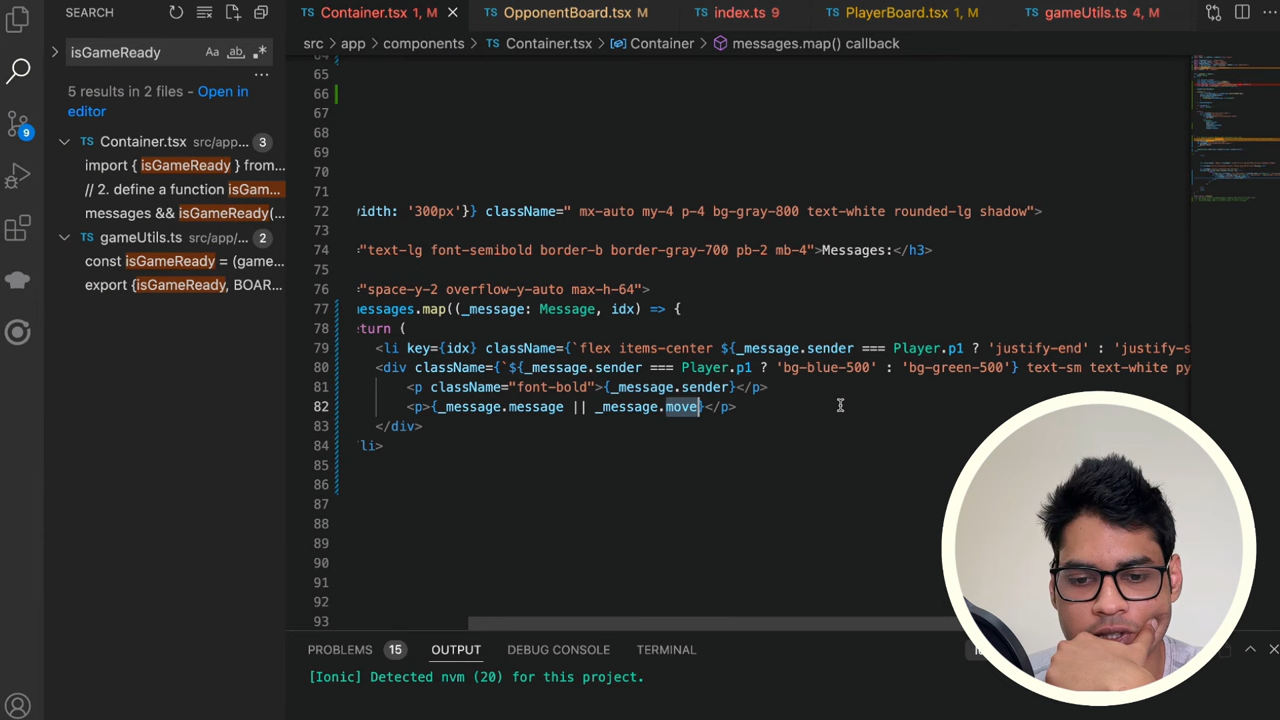 SEARCH
Container.tsx 1, M
OpponentBoard.tsx M
index.ts 9
PlayerBoard.tsx 1, M
gameUtils.ts 4, M
src > app > components > TS Container.tsx > Container > messages.map() callback
isGameReady
Aa ab .*
5 results in 2 files - Open in
editor
TS Container.tsx src/app... 3
import { isGameReady } from...
// 2. define a function isGam...
messages && isGameReady(...
TS gameUtils.ts src/app/... 2
const isGameReady = (game...
export {isGameReady, BOAR...
65
66
67
68
69
70
71
72 width: '300px'}} className=" mx-auto my-4 p-4 bg-gray-800 text-white rounded-lg shadow">
73
74 ="text-lg font-semibold border-b border-gray-700 pb-2 mb-4">Messages:</h3>
75
76 ="space-y-2 overflow-y-auto max-h-64">
77 essages.map((_message: Message, idx) => {
78 turn (
79 <li key={idx} className={`flex items-center ${_message.sender === Player.p1 ? 'justify-end' : 'justify-s
80 <div className={`${_message.sender === Player.p1 ? 'bg-blue-500' : 'bg-green-500'} text-sm text-white py
81 <p className="font-bold">{_message.sender}</p>
82 <p>{_message.message || _message.move}</p>
83 </div>
84 li>
85
86
87
88
89
90
91
92
93
PROBLEMS 15 OUTPUT DEBUG CONSOLE TERMINAL
[Ionic] Detected nvm (20) for this project.
9